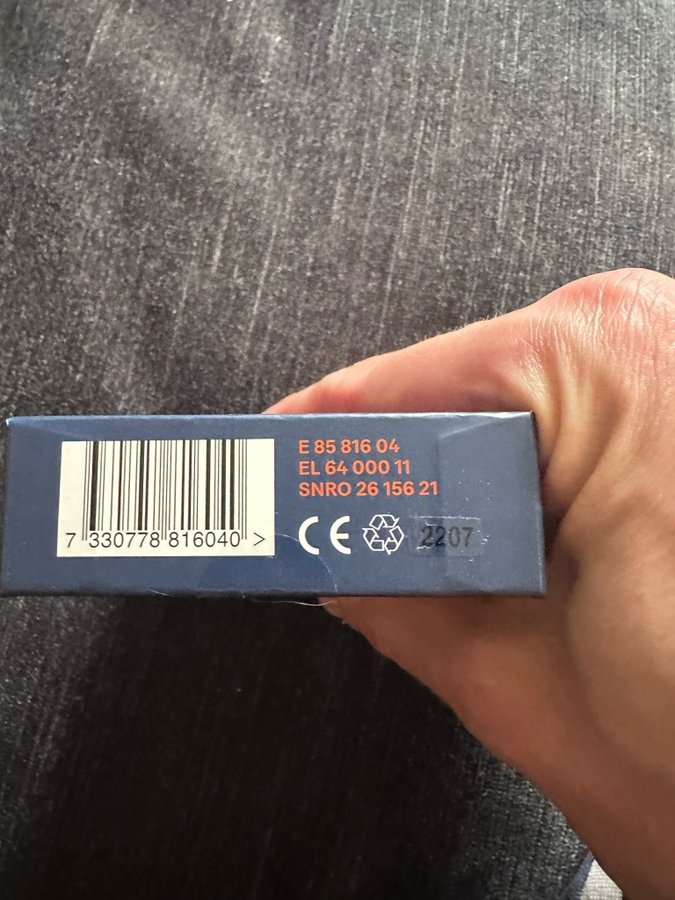 7 330778 816040 >
E 85 816 04
EL 64 000 11
SNRO 26 156 21
CE
2207